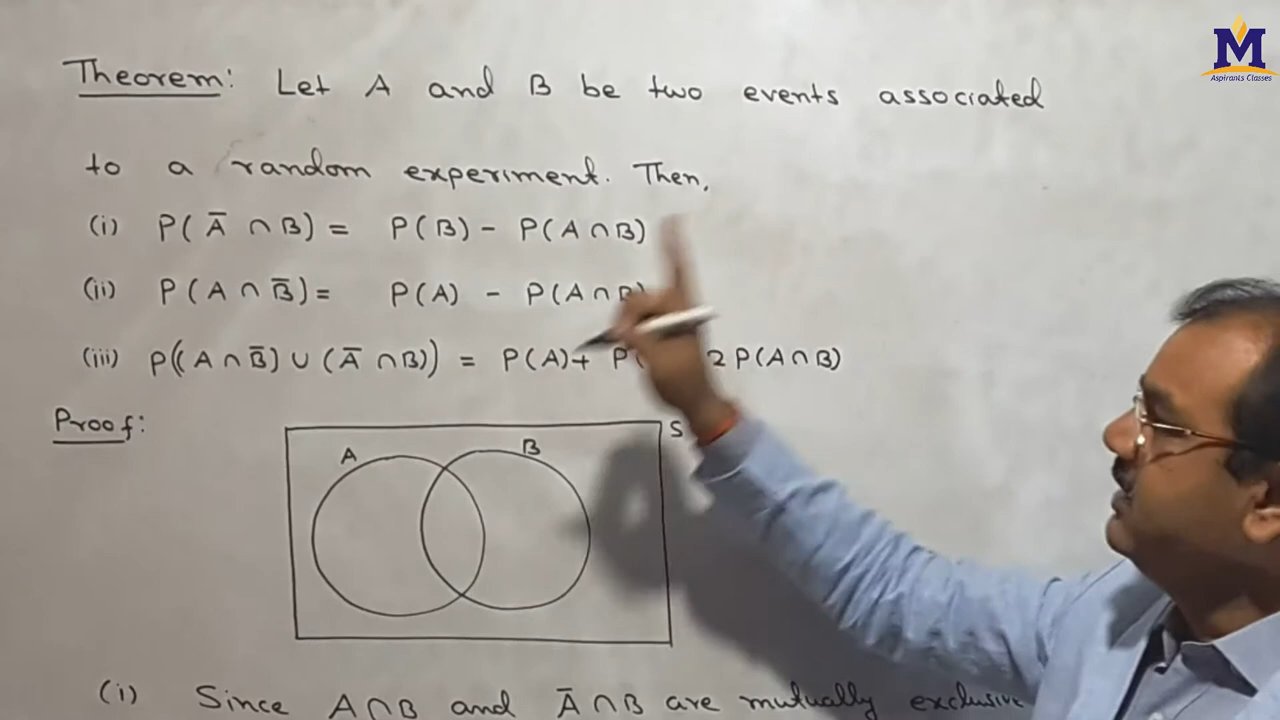 M
Aspirants Classes
Theorem: Let A and B be two events associated
to a random experiment. Then,
(i) P(Ā ∩ B) = P(B) - P(A ∩ B)
(ii) P(A ∩ B̄) = P(A) - P(A ∩ B)
(iii) P((A ∩ B̄) ∪ (Ā ∩ B)) = P(A) + P( 2 P(A ∩ B)
Proof:
S
A B
(i) Since A∩B and Ā∩B are mutually exclusive